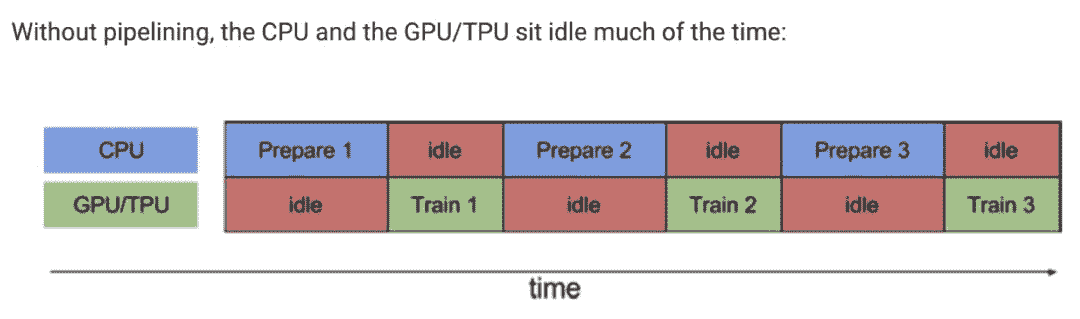 Without pipelining, the CPU and the GPU/TPU sit idle much of the time:
CPU Prepare 1 idle Prepare 2 idle Prepare 3 idle
GPU/TPU idle Train 1 idle Train 2 idle Train 3
time